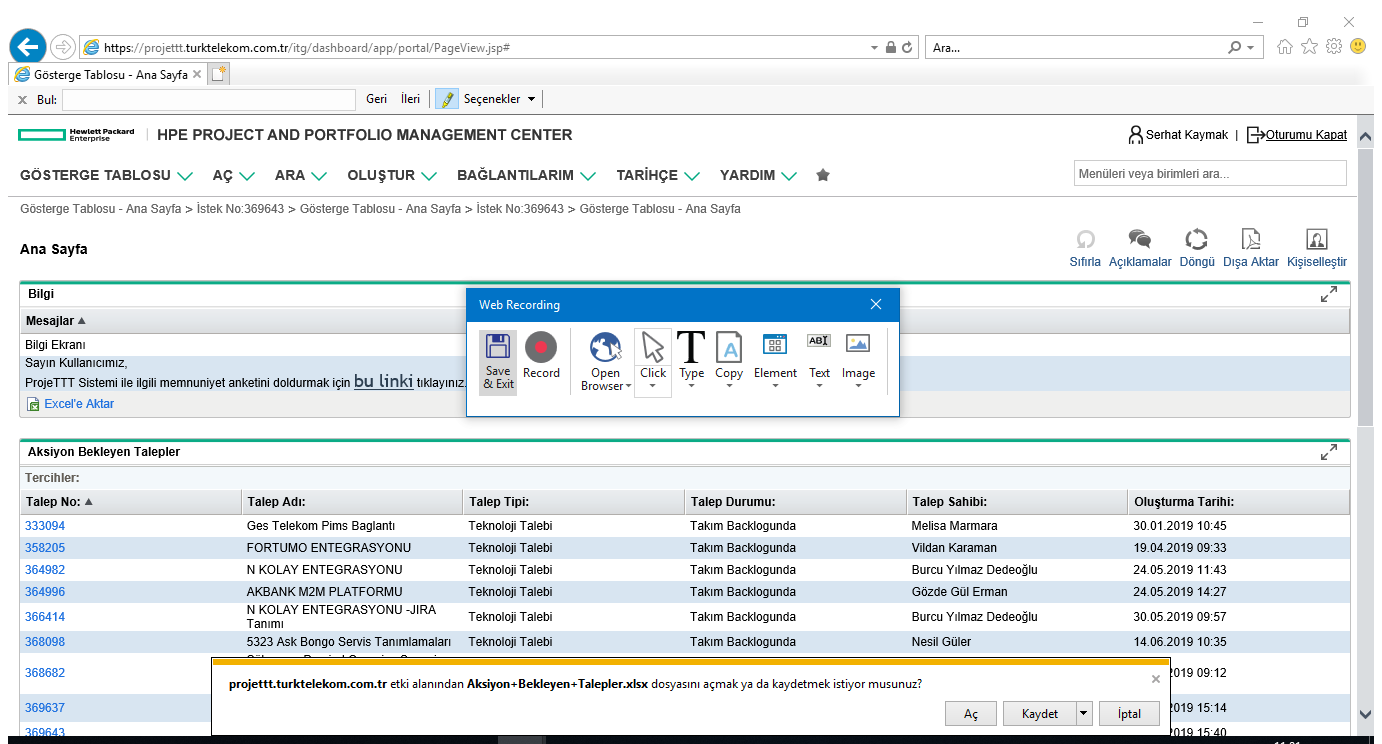 https://projettt.turktelekom.com.tr/itg/dashboard/app/portal/PageView.jsp#
Ara...
Gösterge Tablosu - Ana Sayfa
Bul:
Geri İleri Seçenekler
Hewlett Packard Enterprise
HPE PROJECT AND PORTFOLIO MANAGEMENT CENTER
Serhat Kaymak | Oturumu Kapat
GÖSTERGE TABLOSU AÇ ARA OLUŞTUR BAĞLANTILARIM TARİHÇE YARDIM
Menüleri veya birimleri ara...
Gösterge Tablosu - Ana Sayfa > İstek No:369643 > Gösterge Tablosu - Ana Sayfa > İstek No:369643 > Gösterge Tablosu - Ana Sayfa
Ana Sayfa
Sıfırla Açıklamalar Döngü Dışa Aktar Kişiselleştir
Bilgi
Mesajlar
Bilgi Ekranı
Sayın Kullanıcımız,
ProjeTTT Sistemi ile ilgili memnuniyet anketini doldurmak için bu linki tıklayınız.
Excel'e Aktar
Web Recording
Save & Exit Record Open Browser Click Type Copy Element Text Image
Aksiyon Bekleyen Talepler
Tercihler:
Talep No: Talep Adı: Talep Tipi: Talep Durumu: Talep Sahibi: Oluşturma Tarihi:
333094 Ges Telekom Pims Baglantı Teknoloji Talebi Takım Backlogunda Melisa Marmara 30.01.2019 10:45
358205 FORTUMO ENTEGRASYONU Teknoloji Talebi Takım Backlogunda Vildan Karaman 19.04.2019 09:33
364982 N KOLAY ENTEGRASYONU Teknoloji Talebi Takım Backlogunda Burcu Yılmaz Dedeoğlu 24.05.2019 11:43
364996 AKBANK M2M PLATFORMU Teknoloji Talebi Takım Backlogunda Gözde Gül Erman 24.05.2019 14:27
366414 N KOLAY ENTEGRASYONU -JIRA Tanımı Teknoloji Talebi Takım Backlogunda Burcu Yılmaz Dedeoğlu 30.05.2019 09:57
368098 5323 Ask Bongo Servis Tanımlamaları Teknoloji Talebi Takım Backlogunda Nesil Güler 14.06.2019 10:35
368682 2019 09:12
369637 2019 15:14
369643 2019 15:40
projettt.turktelekom.com.tr etki alanından Aksiyon+Bekleyen+Talepler.xlsx dosyasını açmak ya da kaydetmek istiyor musunuz?
Aç Kaydet İptal